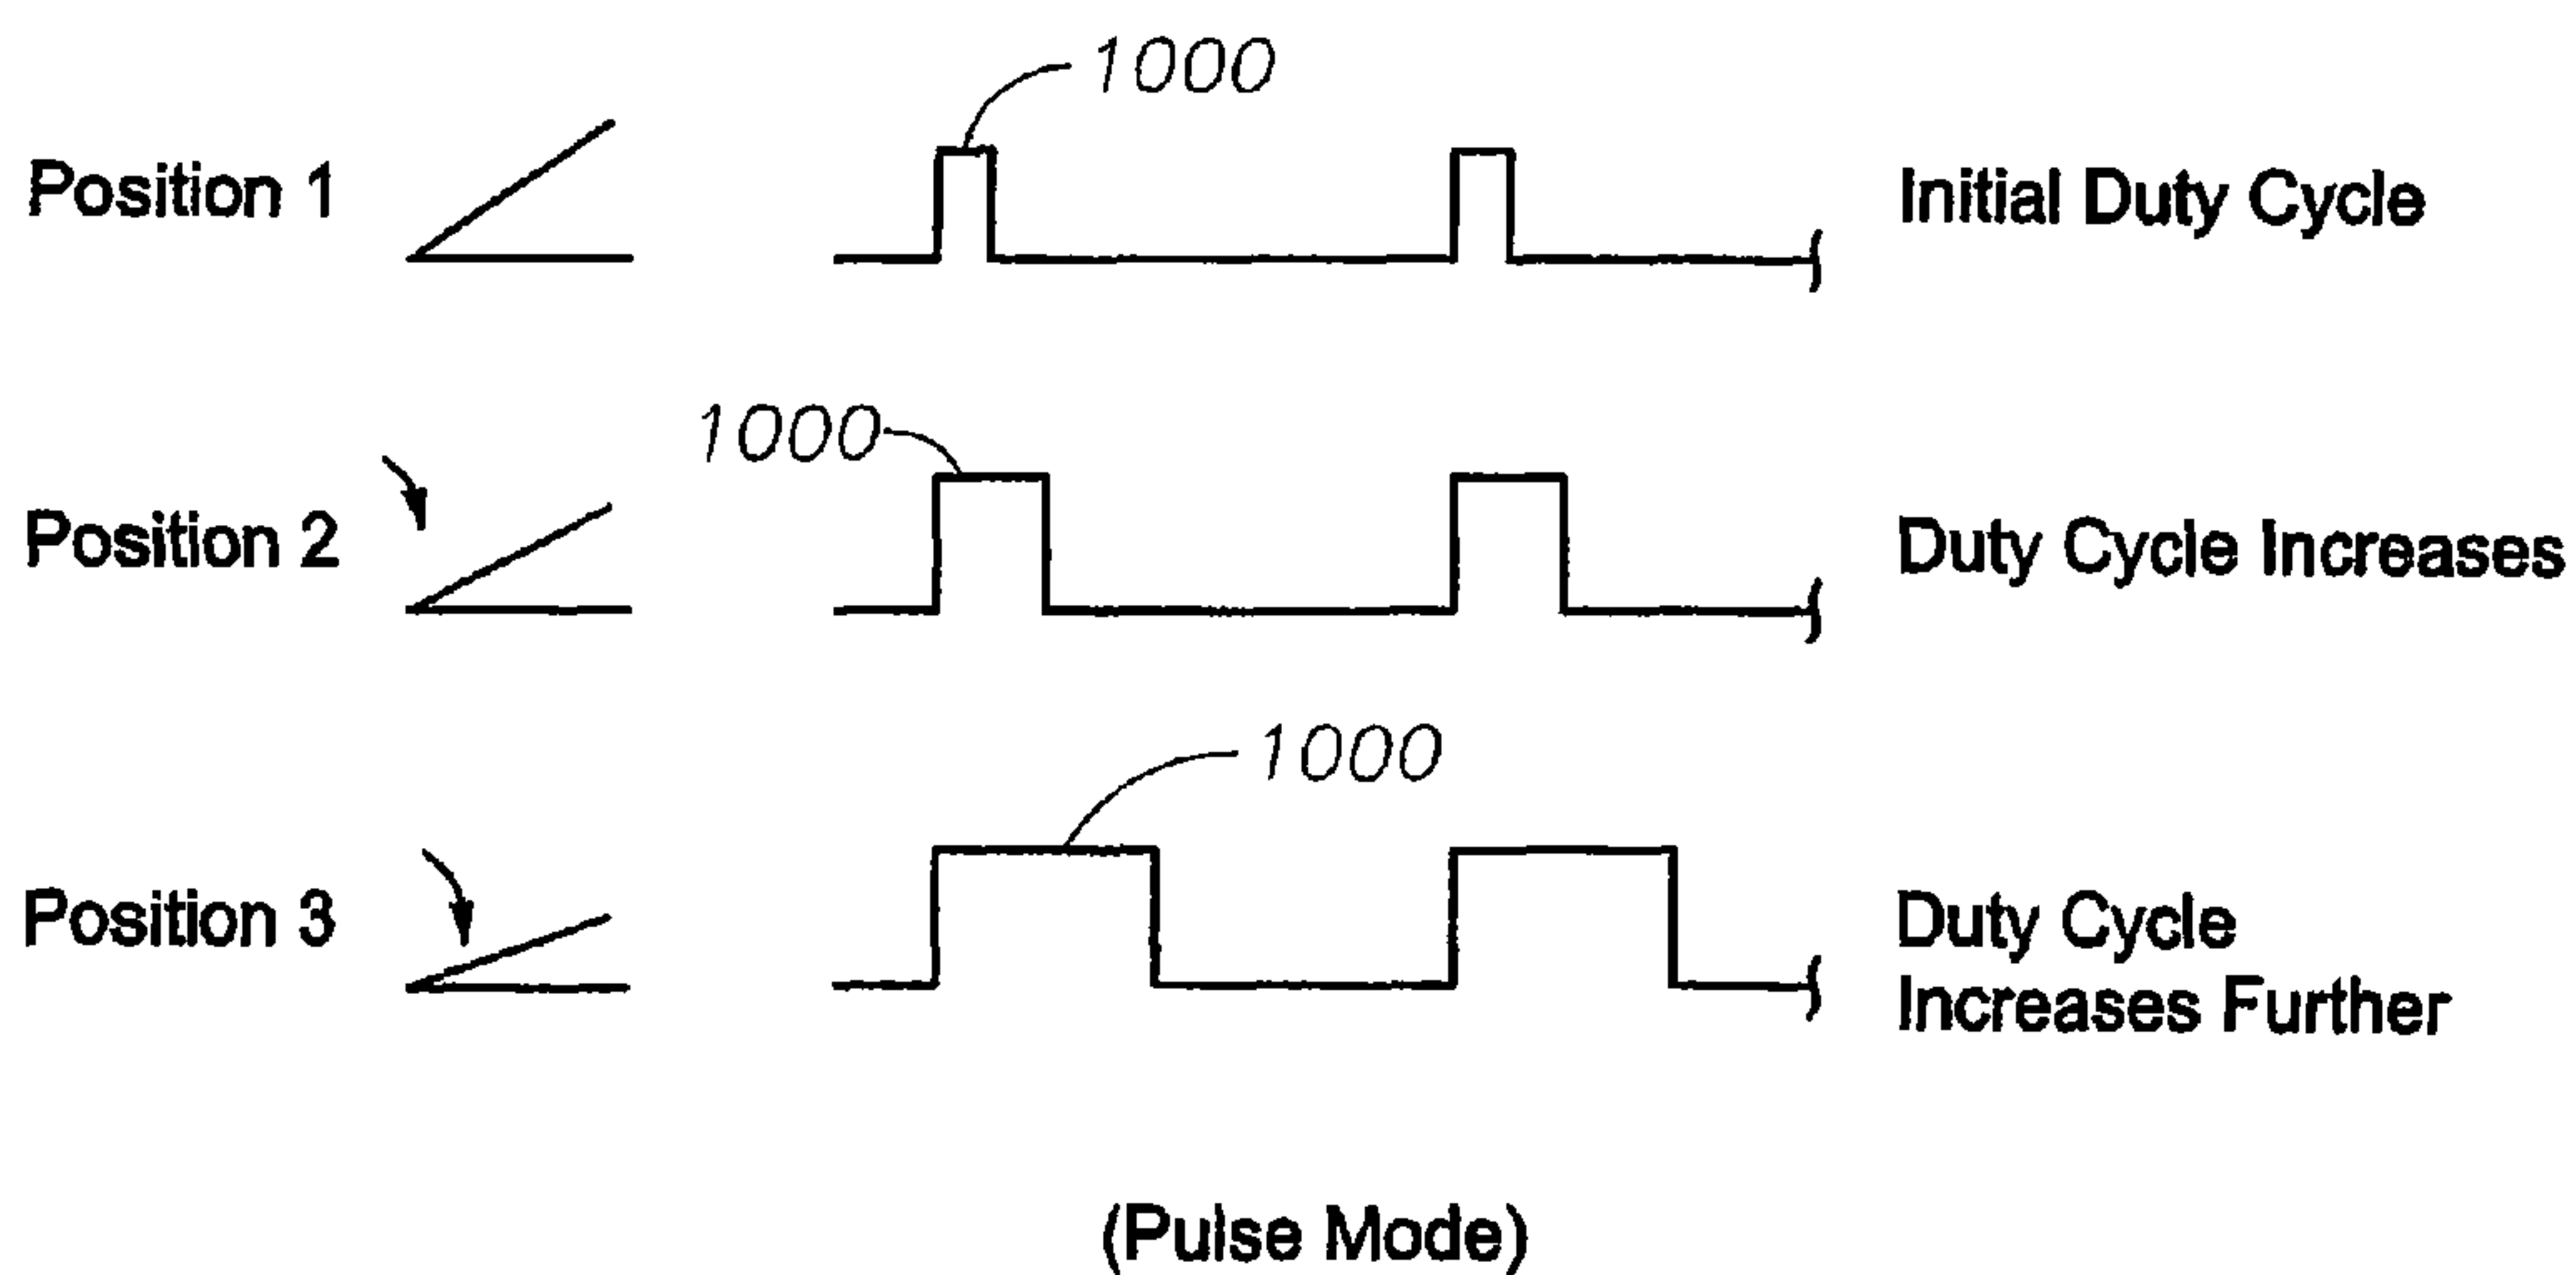 1000
Position 1
Initial Duty Cycle
1000
Position 2
Duty Cycle Increases
1000
Position 3
Duty Cycle
Increases Further
(Pulse Mode)